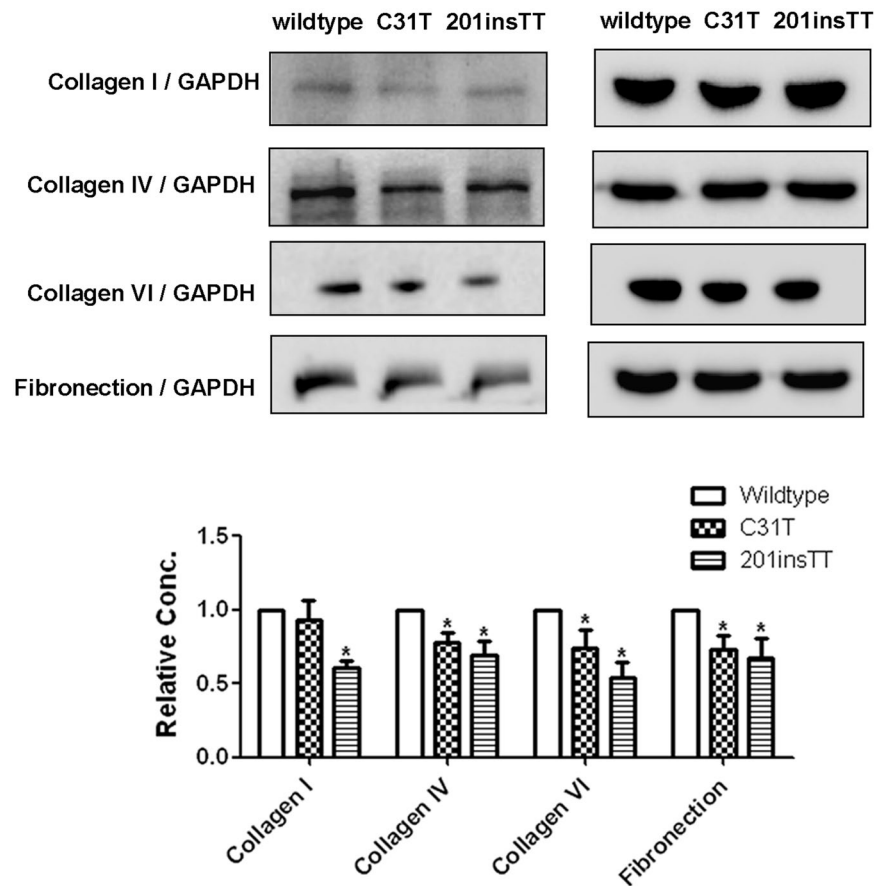 wildtype C31T 201insTT wildtype C31T 201insTT
Collagen I / GAPDH
Collagen IV / GAPDH
Collagen VI / GAPDH
Fibronection / GAPDH
Wildtype
C31T
201insTT
Relative Conc.
1.5
1.0
0.5
0.0
* * * * * * *
Collagen I
Collagen IV
Collagen VI
Fibronection